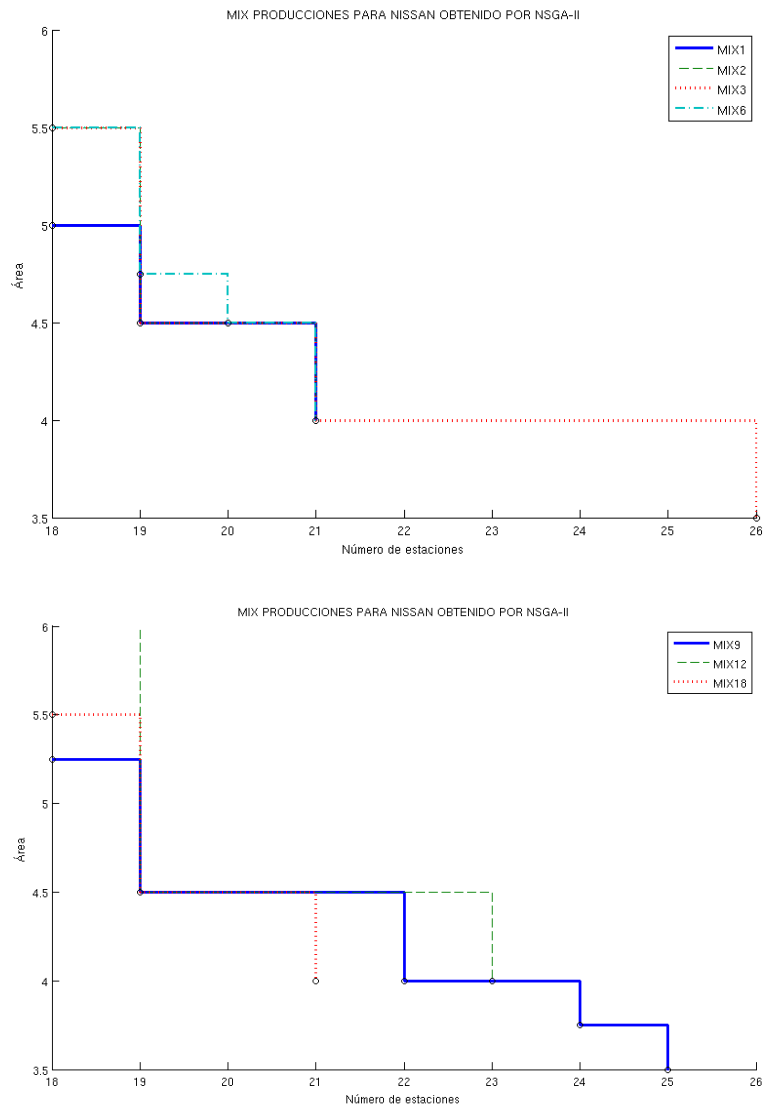 MIX PRODUCCIONES PARA NISSAN OBTENIDO POR NSGA-II
6
MIX1
MIX2
MIX3
MIX6
5.5
5
Área
4.5
4
3.5
18 19 20 21 22 23 24 25 26
Número de estaciones
MIX PRODUCCIONES PARA NISSAN OBTENIDO POR NSGA-II
6
MIX9
MIX12
MIX18
5.5
5
Área
4.5
4
3.5
18 19 20 21 22 23 24 25 26
Número de estaciones